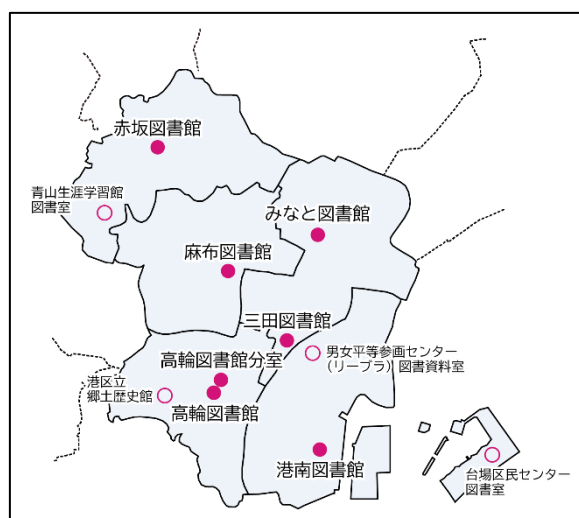 赤坂図書館
青山生涯学習館
図書室
みなと図書館
麻布図書館
三田図書館
男女平等参画センター
（リーブラ）図書資料室
高輪図書館分室
港区立
郷土歴史館
高輪図書館
港南図書館
台場区民センター
図書室